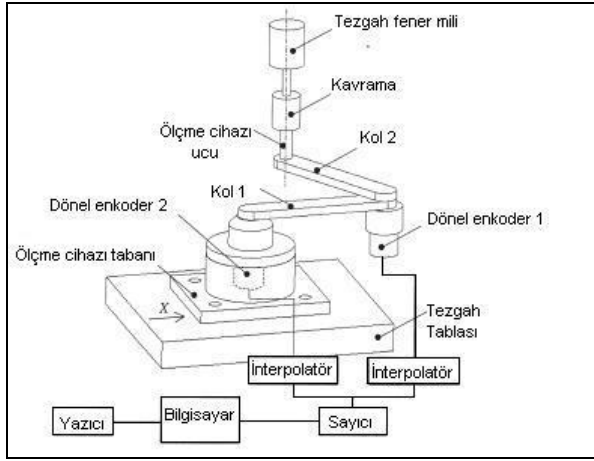 Tezgah fener mili
Kavrama
Ölçme cihazı
ucu
Kol 2
Kol 1
Dönel enkoder 2
Dönel enkoder 1
Ölçme cihazı tabanı
X
Tezgah
Tablası
İnterpolatör
İnterpolatör
Yazıcı
Bilgisayar
Sayıcı